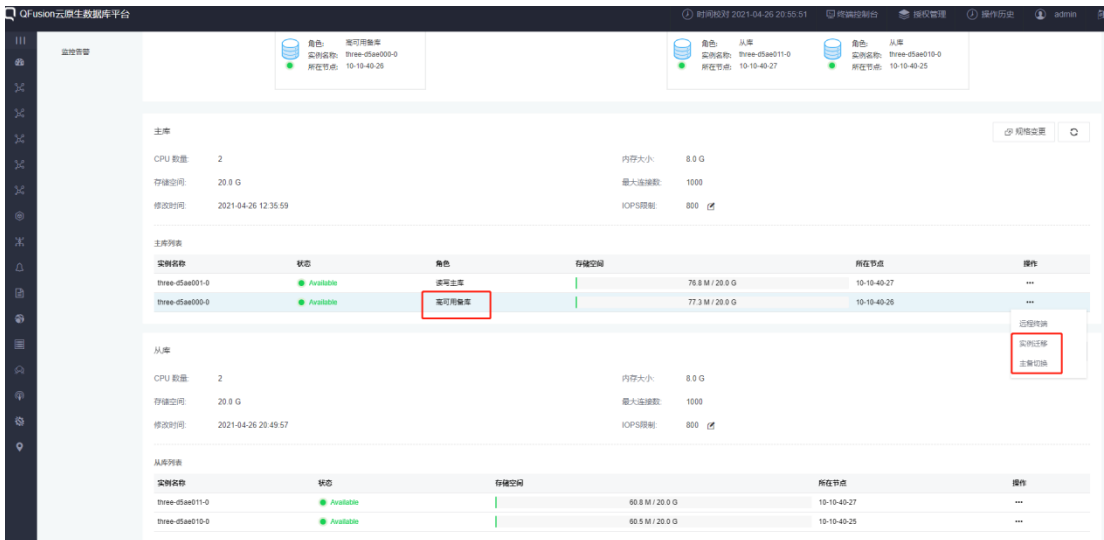 QFusion云原生数据库平台
时间校对 2021-04-26 20:55:51 终端控制台 授权管理 操作历史 admin
监控告警
角色: 高可用备库
实例名称: three-d5ae000-0
所在节点: 10-10-40-26
角色: 从库
实例名称: three-d5ae011-0
所在节点: 10-10-40-27
角色: 从库
实例名称: three-d5ae010-0
所在节点: 10-10-40-25
主库 规格变更
CPU 数量: 2 内存大小: 8.0 G
存储空间: 20.0 G 最大连接数: 1000
修改时间: 2021-04-26 12:35:59 IOPS限制: 800
主库列表
实例名称 状态 角色 存储空间 所在节点 操作
three-d5ae001-0 Available 读写主库 76.8 M / 20.0 G 10-10-40-27 ...
three-d5ae000-0 Available 高可用备库 77.3 M / 20.0 G 10-10-40-26 ...
远程终端
实例迁移
主备切换
从库
CPU 数量: 2 内存大小: 8.0 G
存储空间: 20.0 G 最大连接数: 1000
修改时间: 2021-04-26 20:49:57 IOPS限制: 800
从库列表
实例名称 状态 存储空间 所在节点 操作
three-d5ae011-0 Available 60.8 M / 20.0 G 10-10-40-27 ...
three-d5ae010-0 Available 60.5 M / 20.0 G 10-10-40-25 ...